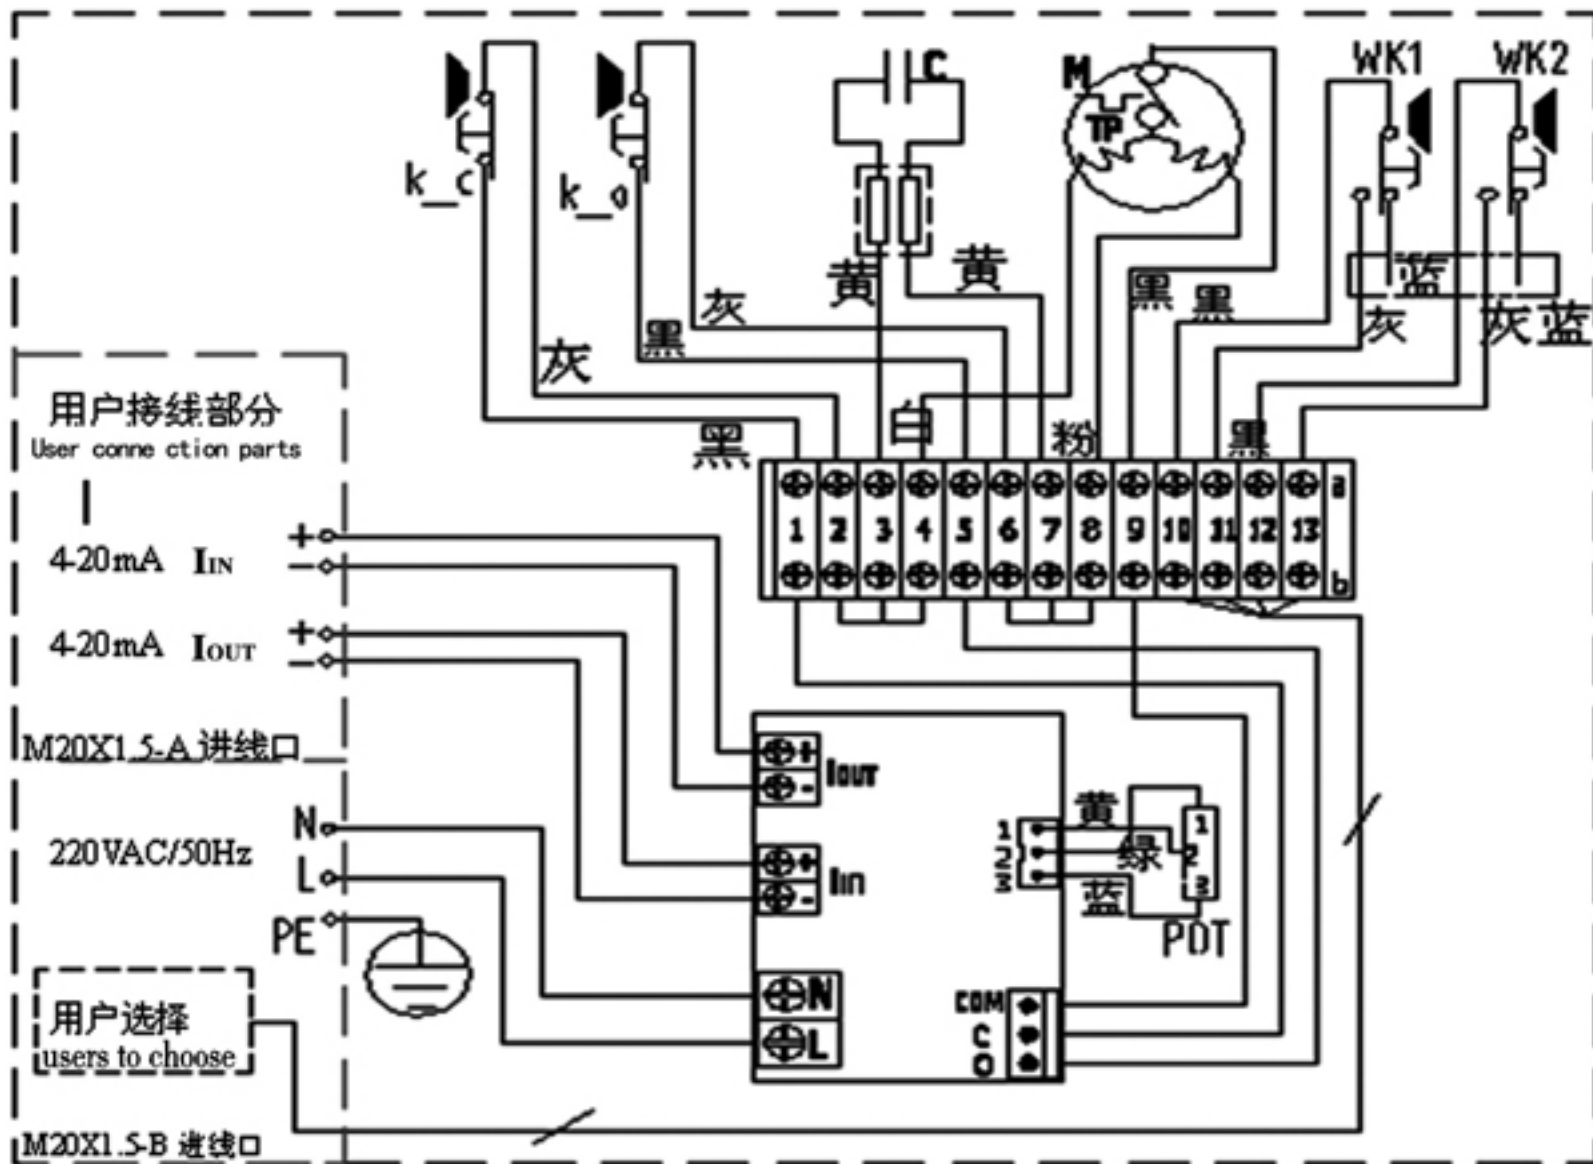 C
M
WK1
WK2
TP
k_c
k_o
蓝
黄
黄
黑
黑
灰
灰
蓝
灰
黑
灰
用户接线部分
User conne ction parts
白
粉
黑
黑
a
1 2 3 4 5 6 7 8 9 10 11 12 13
b
+
4-20mA IIN
−
+
4-20mA IOUT
−
M20X1.5-A 进线口
+
IOUT
-
N
220VAC/50Hz
L
PE
+
Iin
-
黄
1
2
3
绿
蓝
1
2
3
POT
N
L
COM
C
O
用户选择
users to choose
M20X1.5-B 进线口